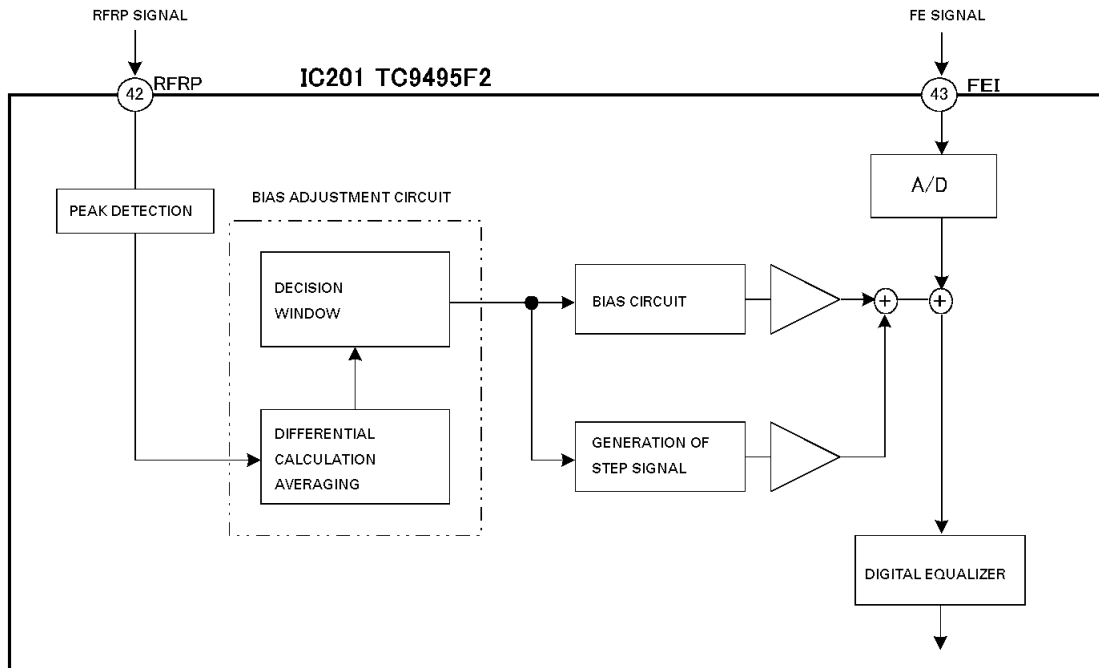 RFRP SIGNAL
FE SIGNAL
42
RFRP
IC201 TC9495F2
43
FEI
A/D
PEAK DETECTION
BIAS ADJUSTMENT CIRCUIT
DECISION
WINDOW
BIAS CIRCUIT
+
+
DIFFERENTIAL
CALCULATION
AVERAGING
GENERATION OF
STEP SIGNAL
DIGITAL EQUALIZER